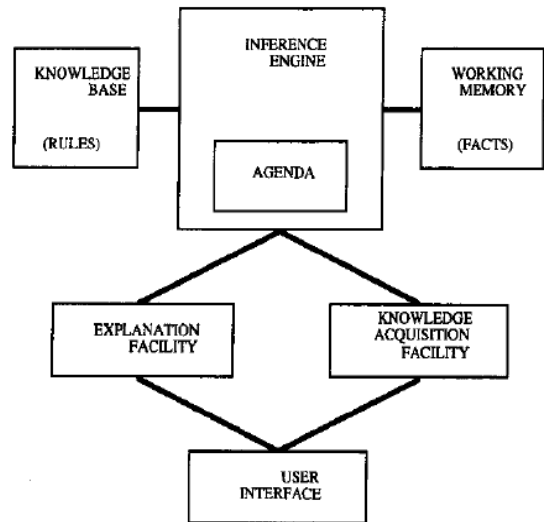 INFERENCE
ENGINE
KNOWLEDGE
BASE
(RULES)
WORKING
MEMORY
(FACTS)
AGENDA
EXPLANATION
FACILITY
KNOWLEDGE
ACQUISITION
FACILITY
USER
INTERFACE